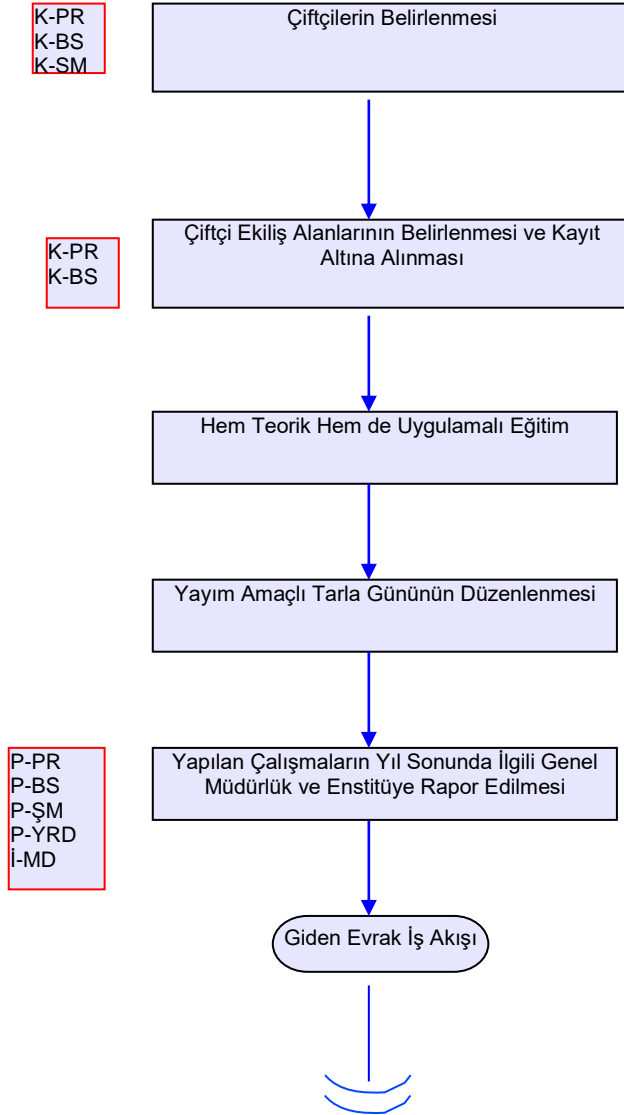 K-PR
K-BS
K-SM
Çiftçilerin Belirlenmesi
K-PR
K-BS
Çiftçi Ekiliş Alanlarının Belirlenmesi ve Kayıt
Altına Alınması
Hem Teorik Hem de Uygulamalı Eğitim
Yayım Amaçlı Tarla Gününün Düzenlenmesi
P-PR
P-BS
P-ŞM
P-YRD
İ-MD
Yapılan Çalışmaların Yıl Sonunda İlgili Genel
Müdürlük ve Enstitüye Rapor Edilmesi
Giden Evrak İş Akışı